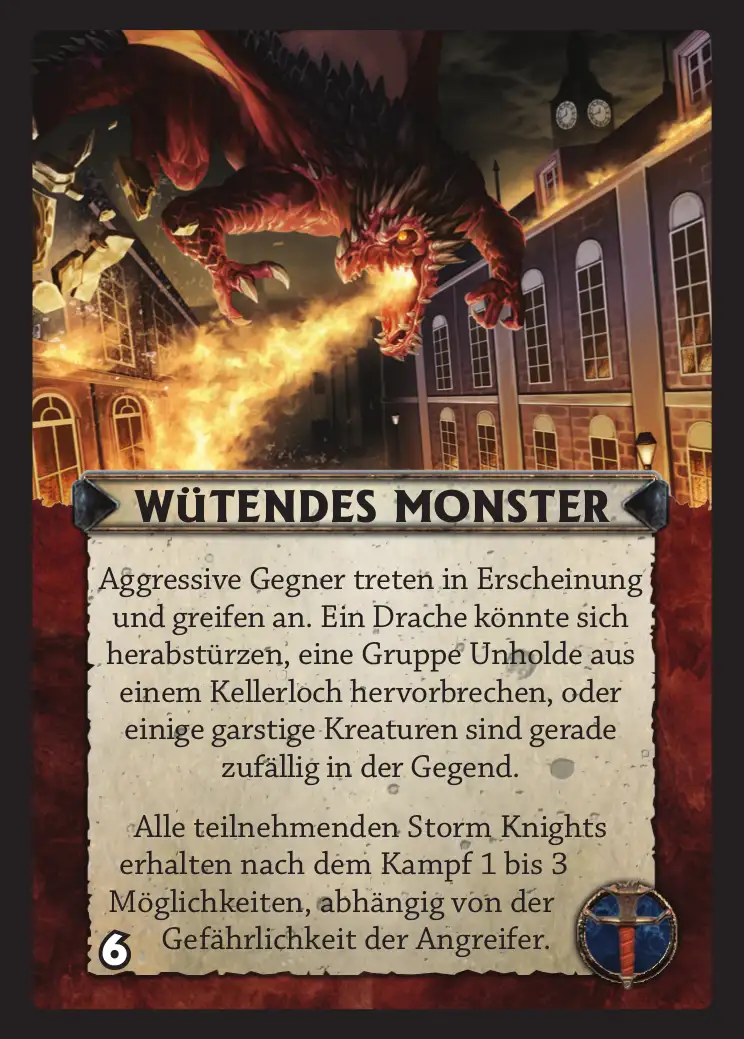 WÜTENDES MONSTER
Aggressive Gegner treten in Erscheinung
und greifen an. Ein Drache könnte sich
herabstürzen, eine Gruppe Unholde aus
einem Kellerloch hervorbrechen, oder
einige garstige Kreaturen sind gerade
zufällig in der Gegend.
Alle teilnehmenden Storm Knights
erhalten nach dem Kampf 1 bis 3
Möglichkeiten, abhängig von der
Gefährlichkeit der Angreifer.
6